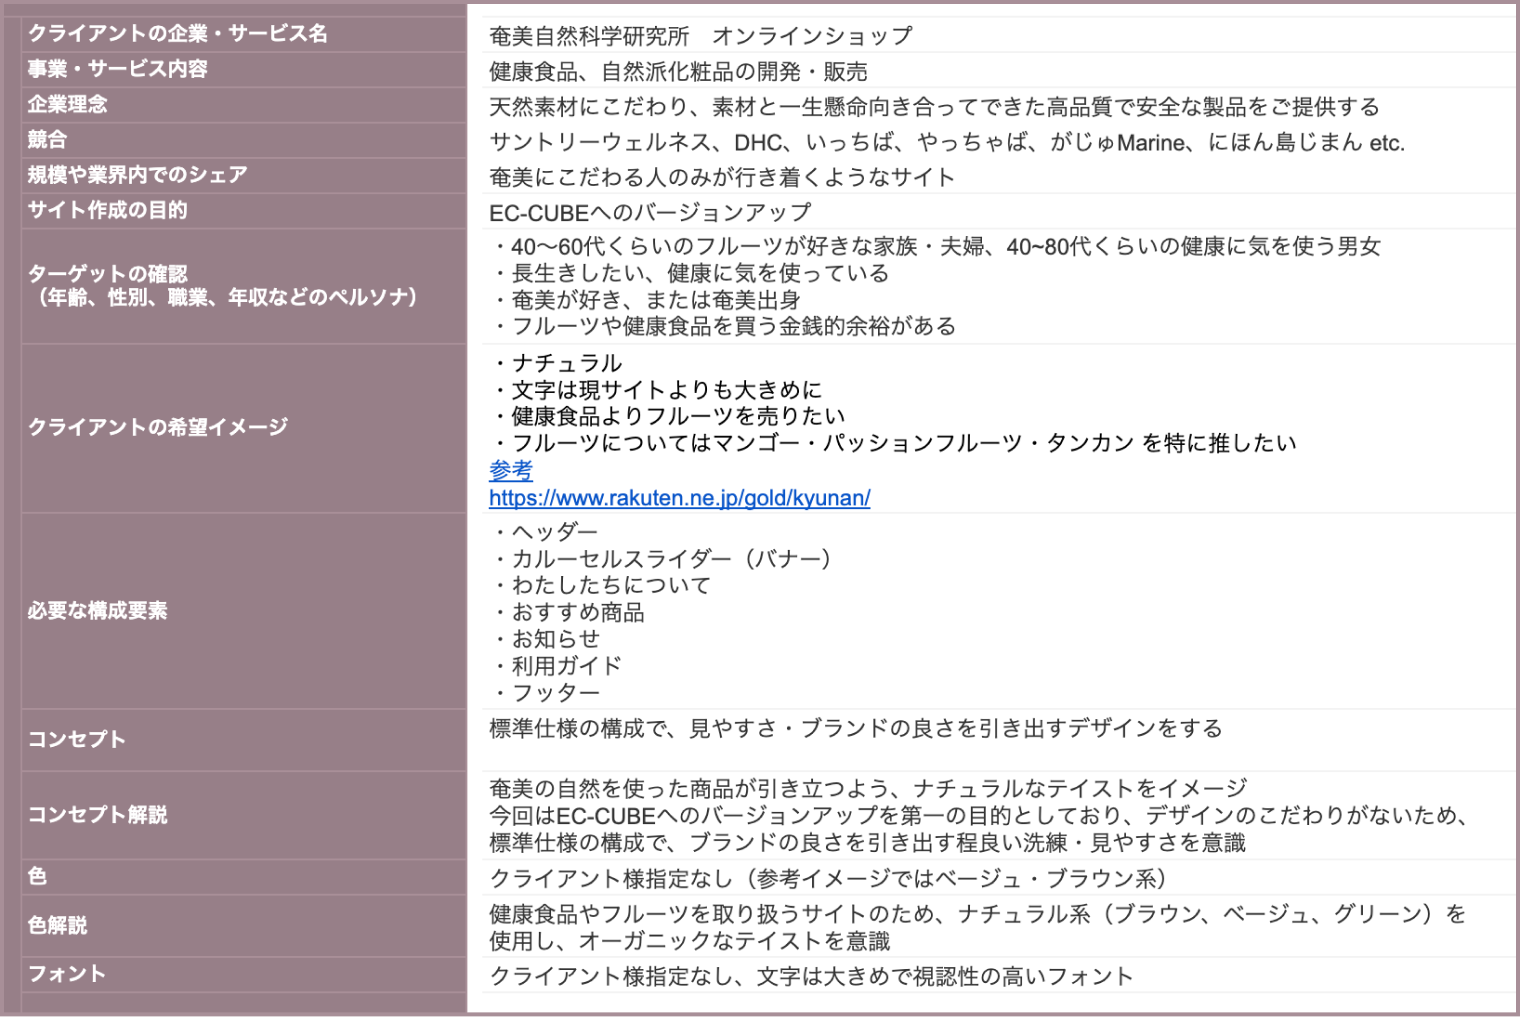 クライアントの企業・サービス名
奄美自然科学研究所　オンラインショップ
事業・サービス内容
健康食品、自然派化粧品の開発・販売
企業理念
天然素材にこだわり、素材と一生懸命向き合ってできた高品質で安全な製品をご提供する
競合
サントリーウェルネス、DHC、いっちば、やっちゃば、がじゅMarine、にほん島じまん etc.
規模や業界内でのシェア
奄美にこだわる人のみが行き着くようなサイト
サイト作成の目的
EC-CUBEへのバージョンアップ
ターゲットの確認
（年齢、性別、職業、年収などのペルソナ）
・40〜60代くらいのフルーツが好きな家族・夫婦、40~80代くらいの健康に気を使う男女
・長生きしたい、健康に気を使っている
・奄美が好き、または奄美出身
・フルーツや健康食品を買う金銭的余裕がある
クライアントの希望イメージ
・ナチュラル
・文字は現サイトよりも大きめに
・健康食品よりフルーツを売りたい
・フルーツについてはマンゴー・パッションフルーツ・タンカン を特に推したい
参考
https://www.rakuten.ne.jp/gold/kyunan/
必要な構成要素
・ヘッダー
・カルーセルスライダー（バナー）
・わたしたちについて
・おすすめ商品
・お知らせ
・利用ガイド
・フッター
コンセプト
標準仕様の構成で、見やすさ・ブランドの良さを引き出すデザインをする
コンセプト解説
奄美の自然を使った商品が引き立つよう、ナチュラルなテイストをイメージ
今回はEC-CUBEへのバージョンアップを第一の目的としており、デザインのこだわりがないため、
標準仕様の構成で、ブランドの良さを引き出す程良い洗練・見やすさを意識
色
クライアント様指定なし（参考イメージではベージュ・ブラウン系）
色解説
健康食品やフルーツを取り扱うサイトのため、ナチュラル系（ブラウン、ベージュ、グリーン）を
使用し、オーガニックなテイストを意識
フォント
クライアント様指定なし、文字は大きめで視認性の高いフォント